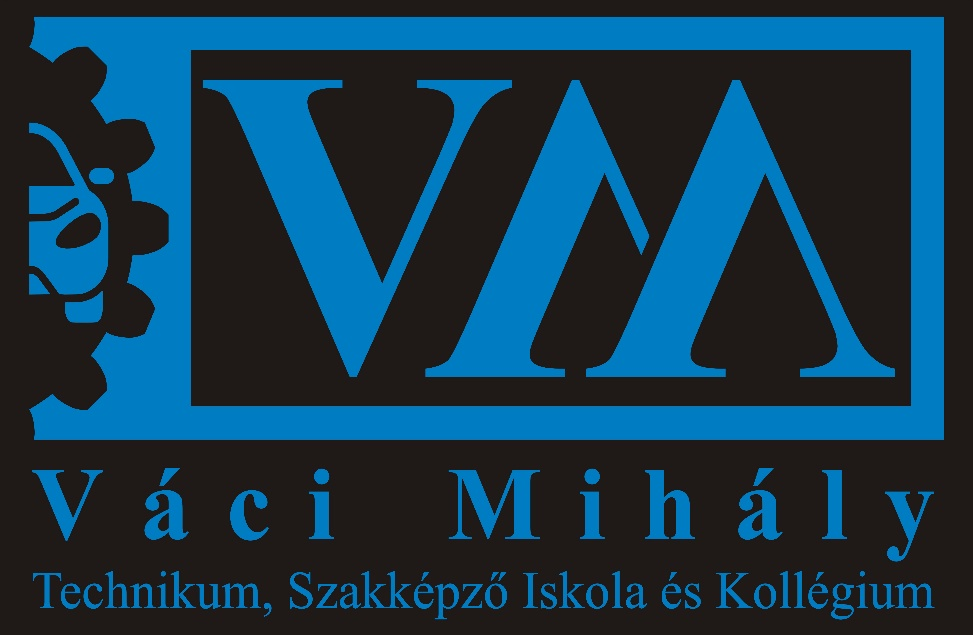 VM
Váci Mihály
Technikum, Szakképző Iskola és Kollégium